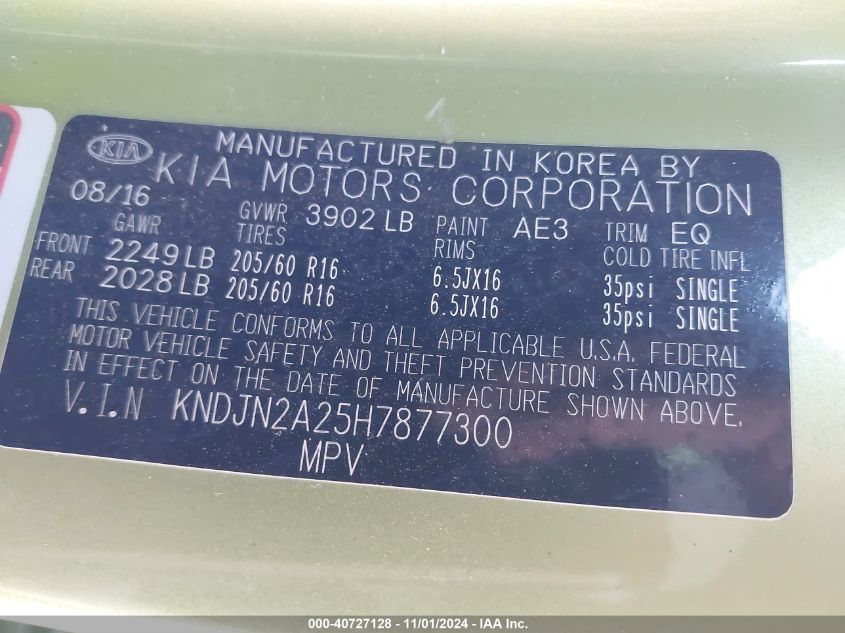 KIA
MANUFACTURED IN KOREA BY
KIA MOTORS CORPORATION
08/16 GVWR 3902 LB PAINT AE3 TRIM EQ
GAWR TIRES RIMS COLD TIRE INFL
FRONT 2249 LB 205/60 R16 6.5JX16 35psi SINGLE
REAR 2028 LB 205/60 R16 6.5JX16 35psi SINGLE
THIS VEHICLE CONFORMS TO ALL APPLICABLE U.S.A. FEDERAL
MOTOR VEHICLE SAFETY AND THEFT PREVENTION STANDARDS
IN EFFECT ON THE DATE OF MANUFACTURE SHOWN ABOVE.
V.I.N KNDJN2A25H7877300
MPV
000-40727128 - 11/01/2024 - IAA, Inc.